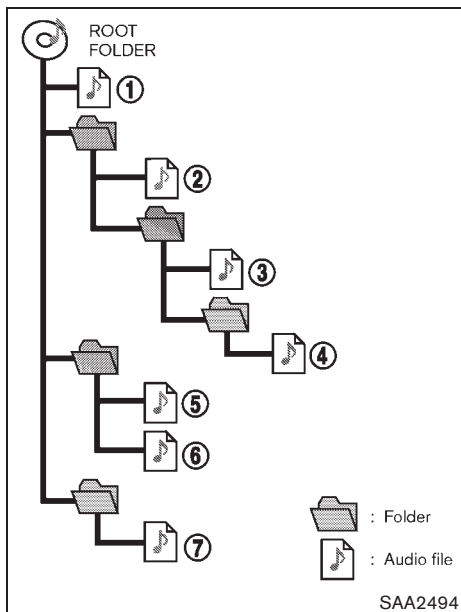 ROOT
FOLDER
①
②
③
④
⑤
⑥
⑦
: Folder
: Audio file
SAA2494